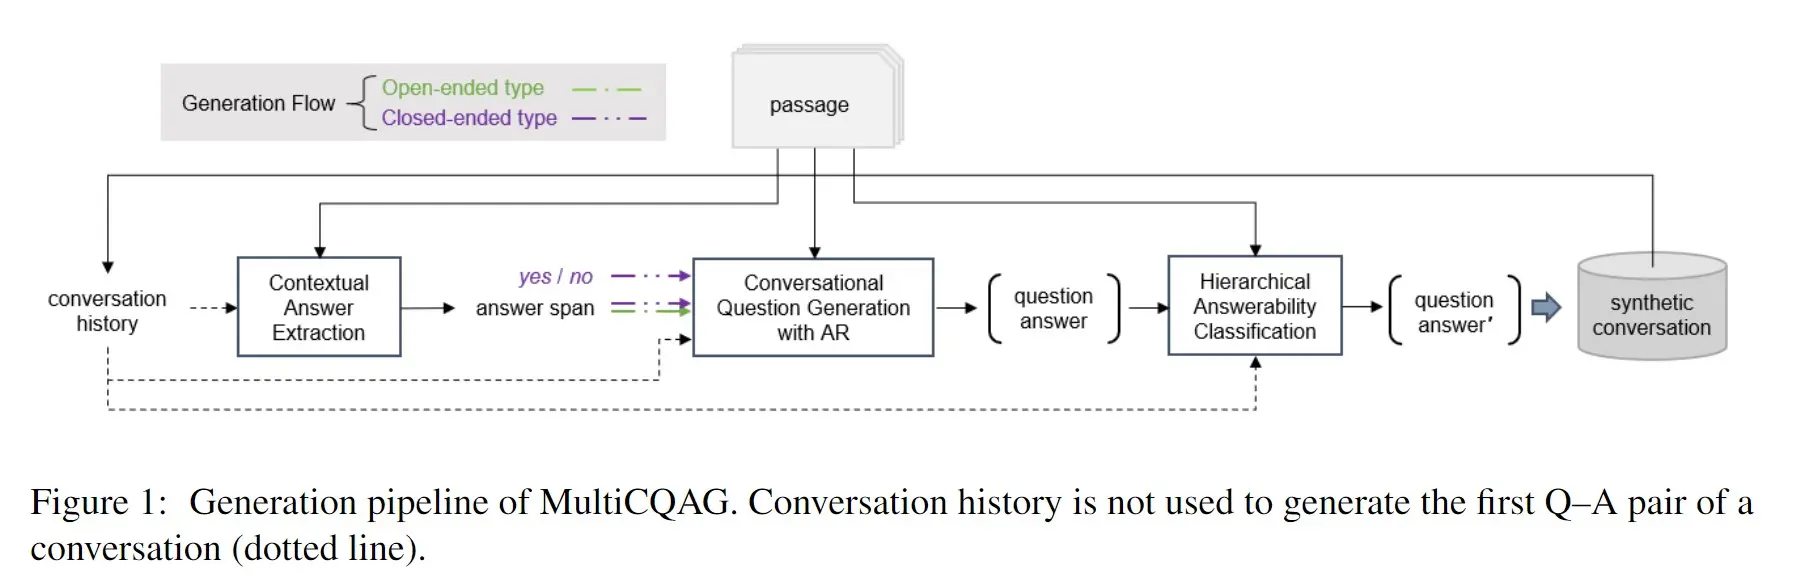 Generation Flow
Open-ended type
Closed-ended type
passage
conversation
history
Contextual
Answer
Extraction
yes / no
answer span
Conversational
Question Generation
with AR
question
answer
Hierarchical
Answerability
Classification
question
answer′
synthetic
conversation
Figure 1: Generation pipeline of MultiCQAG. Conversation history is not used to generate the first Q–A pair of a
conversation (dotted line).